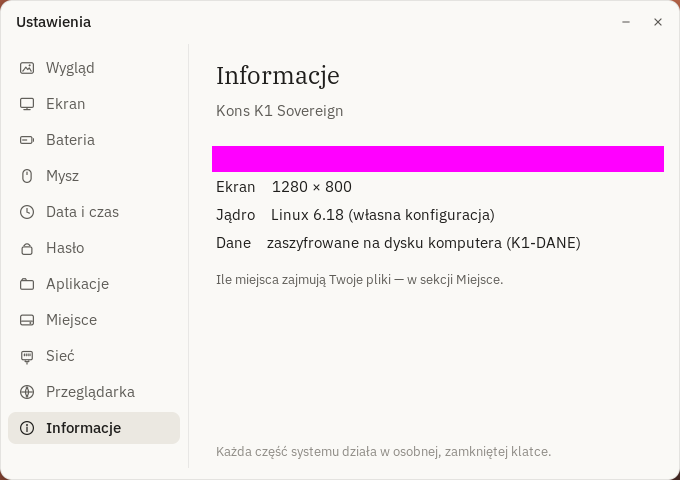 Ustawienia
Wygląd
Ekran
Bateria
Mysz
Data i czas
Hasło
Aplikacje
Miejsce
Sieć
Przeglądarka
Informacje
Informacje
Kons K1 Sovereign
Ekran 1280 × 800
Jądro Linux 6.18 (własna konfiguracja)
Dane zaszyfrowane na dysku komputera (K1-DANE)
Ile miejsca zajmują Twoje pliki — w sekcji Miejsce.
Każda część systemu działa w osobnej, zamkniętej klatce.